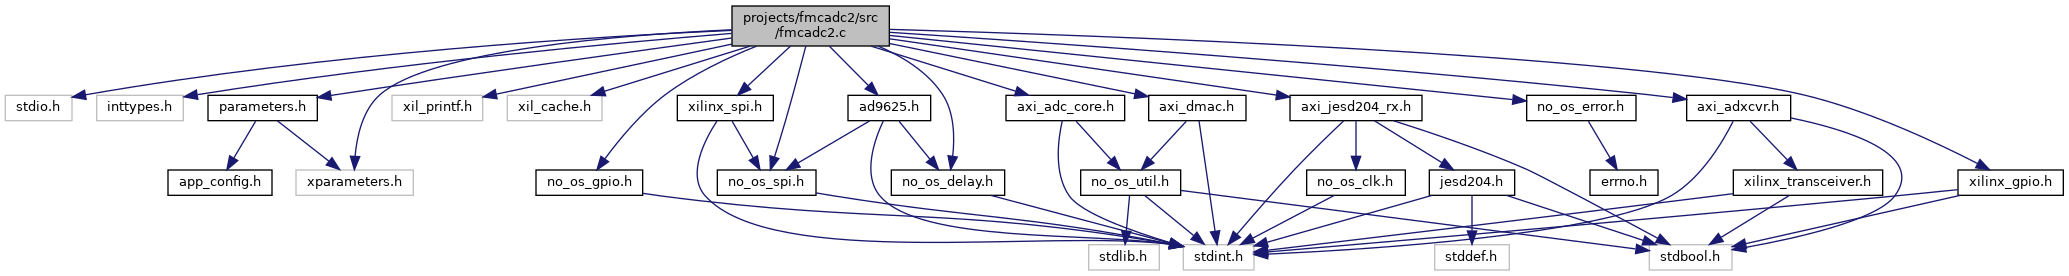 projects/fmcadc2/src
/fmcadc2.c
stdio.h
inttypes.h
parameters.h
xil_printf.h
xil_cache.h
xilinx_spi.h
ad9625.h
axi_adc_core.h
axi_dmac.h
axi_jesd204_rx.h
no_os_error.h
axi_adxcvr.h
app_config.h
xparameters.h
no_os_gpio.h
no_os_spi.h
no_os_delay.h
no_os_util.h
no_os_clk.h
jesd204.h
errno.h
xilinx_transceiver.h
xilinx_gpio.h
stdlib.h
stdint.h
stddef.h
stdbool.h